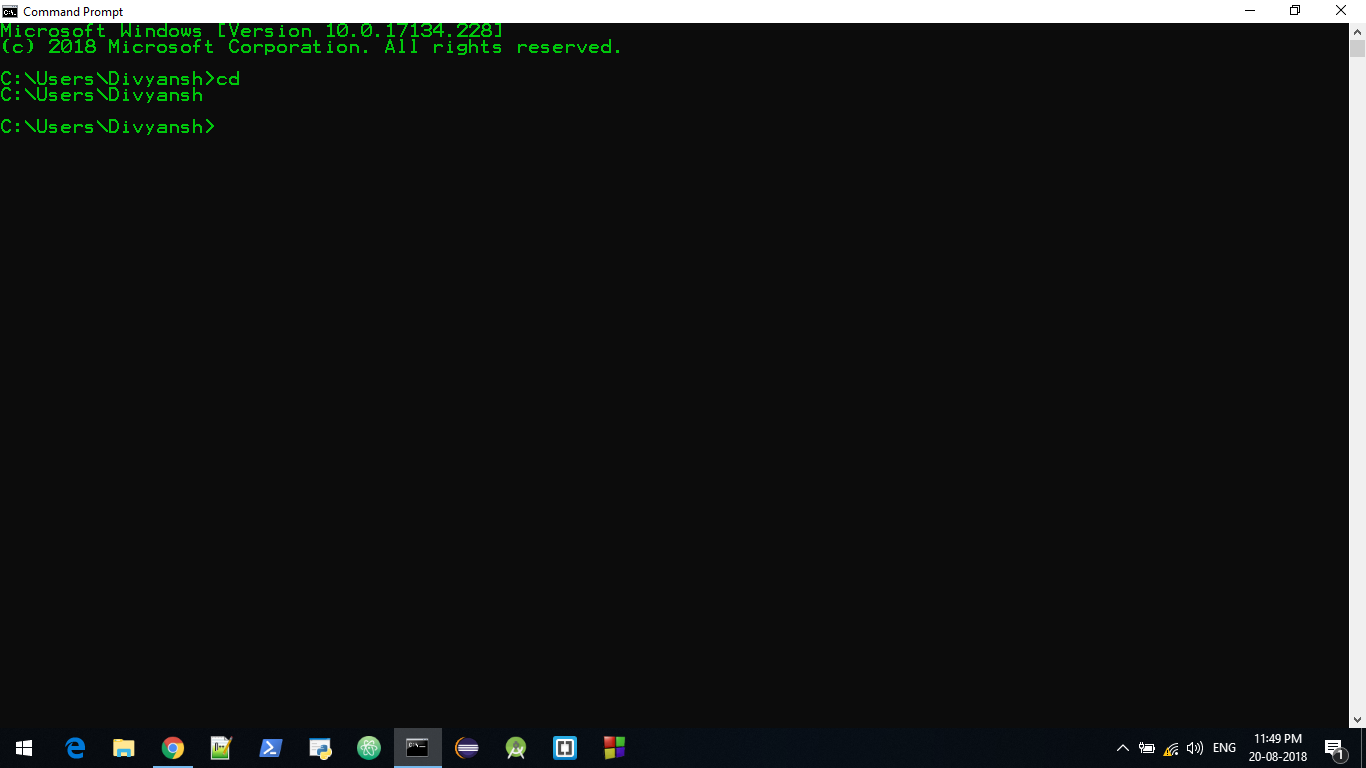 Command Prompt
Microsoft Windows [Version 10.0.17134.228]
(c) 2018 Microsoft Corporation. All rights reserved.
C:\Users\Divyansh>cd
C:\Users\Divyansh
C:\Users\Divyansh>
ENG
11:49 PM
20-08-2018
1